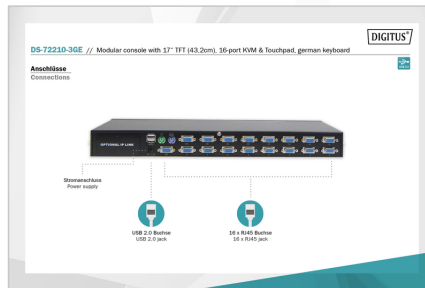 DIGITUS®
DS-72210-3GE // Modular console with 17" TFT (43,2cm), 16-port KVM & Touchpad, german keyboard
Anschlüsse
Connections
OPTIONAL IP LINK
Stromanschluss
Power supply
USB 2.0 Buchse
USB 2.0 jack
16 x RJ45 Buchse
16 x RJ45 jack